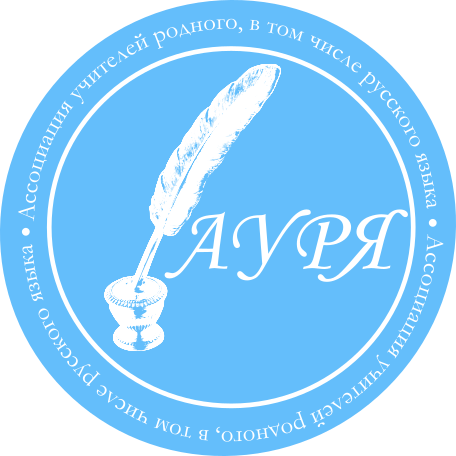 Ассоциация учителей родного, в том числе русского языка • Ассоциация учителей родного, в том числе русского языка •
АУРЯ